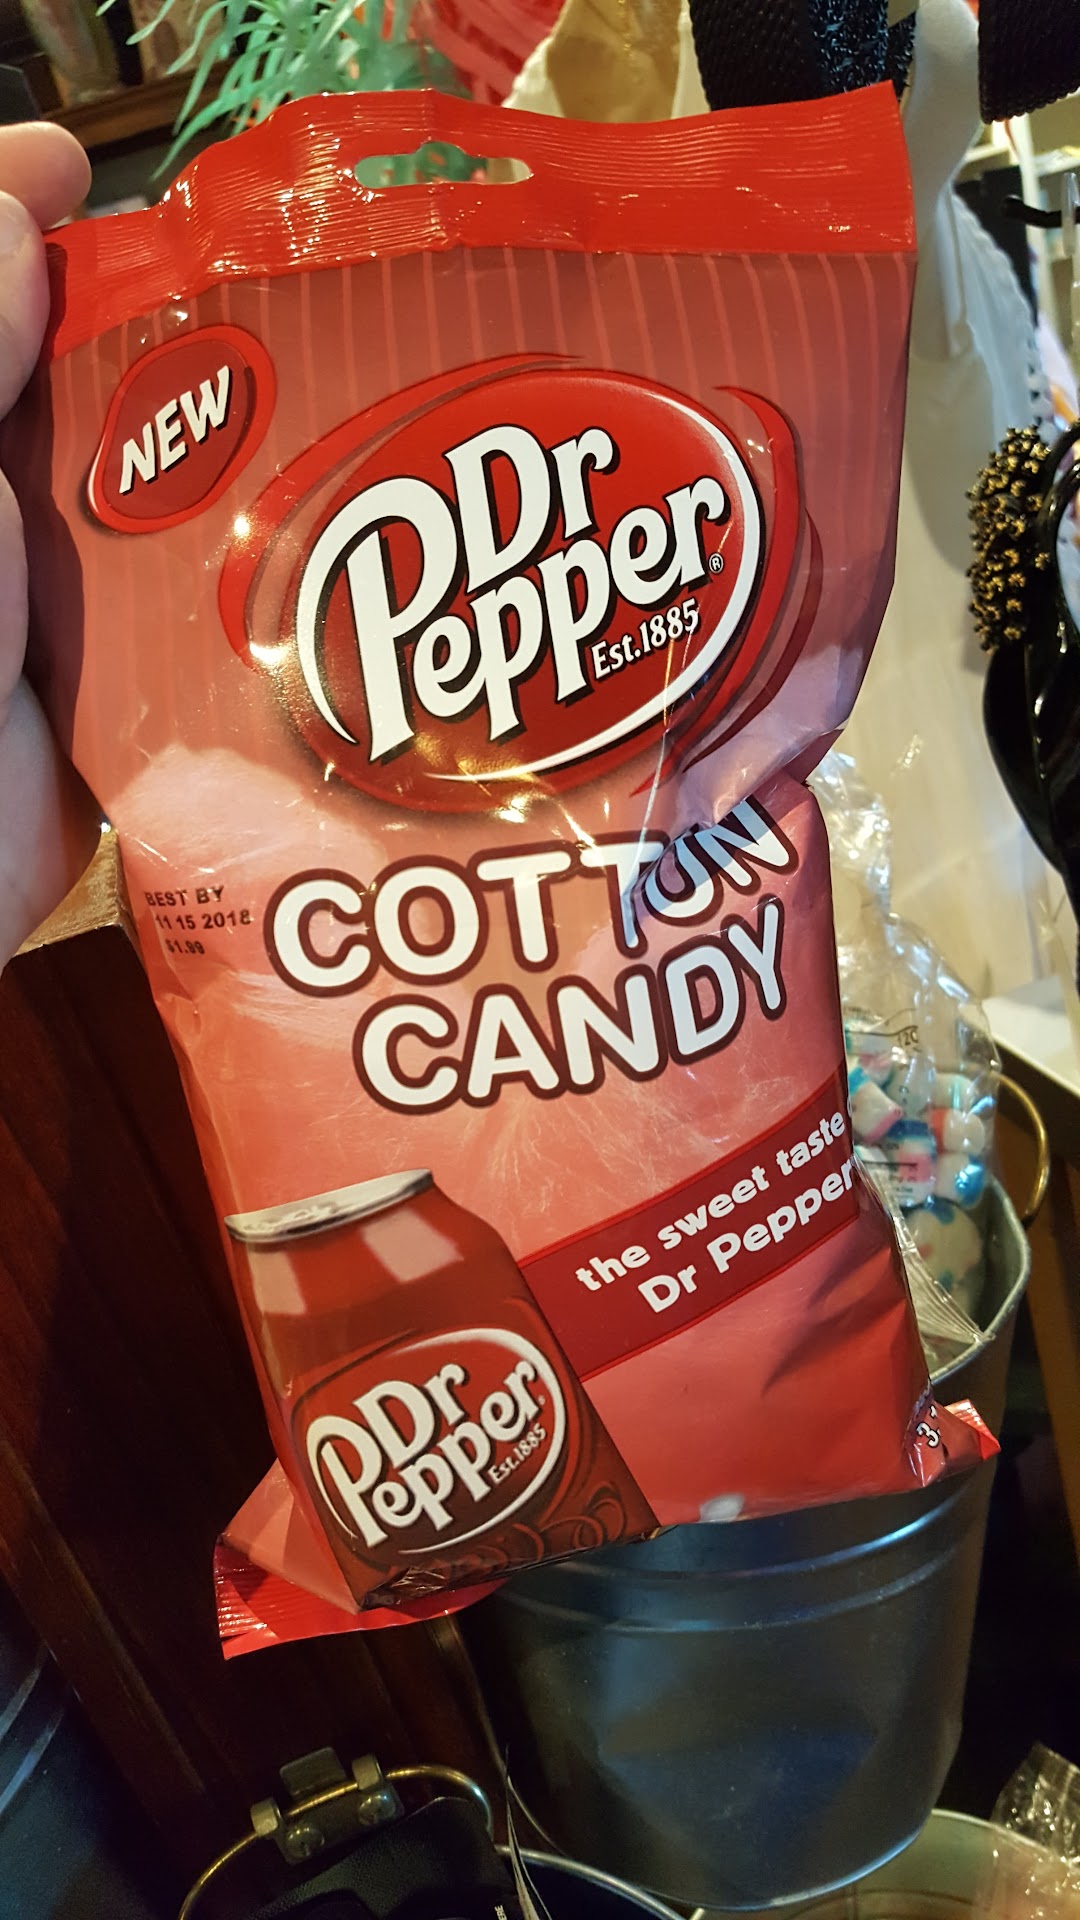 NEW
Dr
Pepper®
Est.1885
COTTON
CANDY
BEST BY
11 15 2018
$1.99
the sweet taste
Dr Pepper
Dr
Pepper
Est.1885